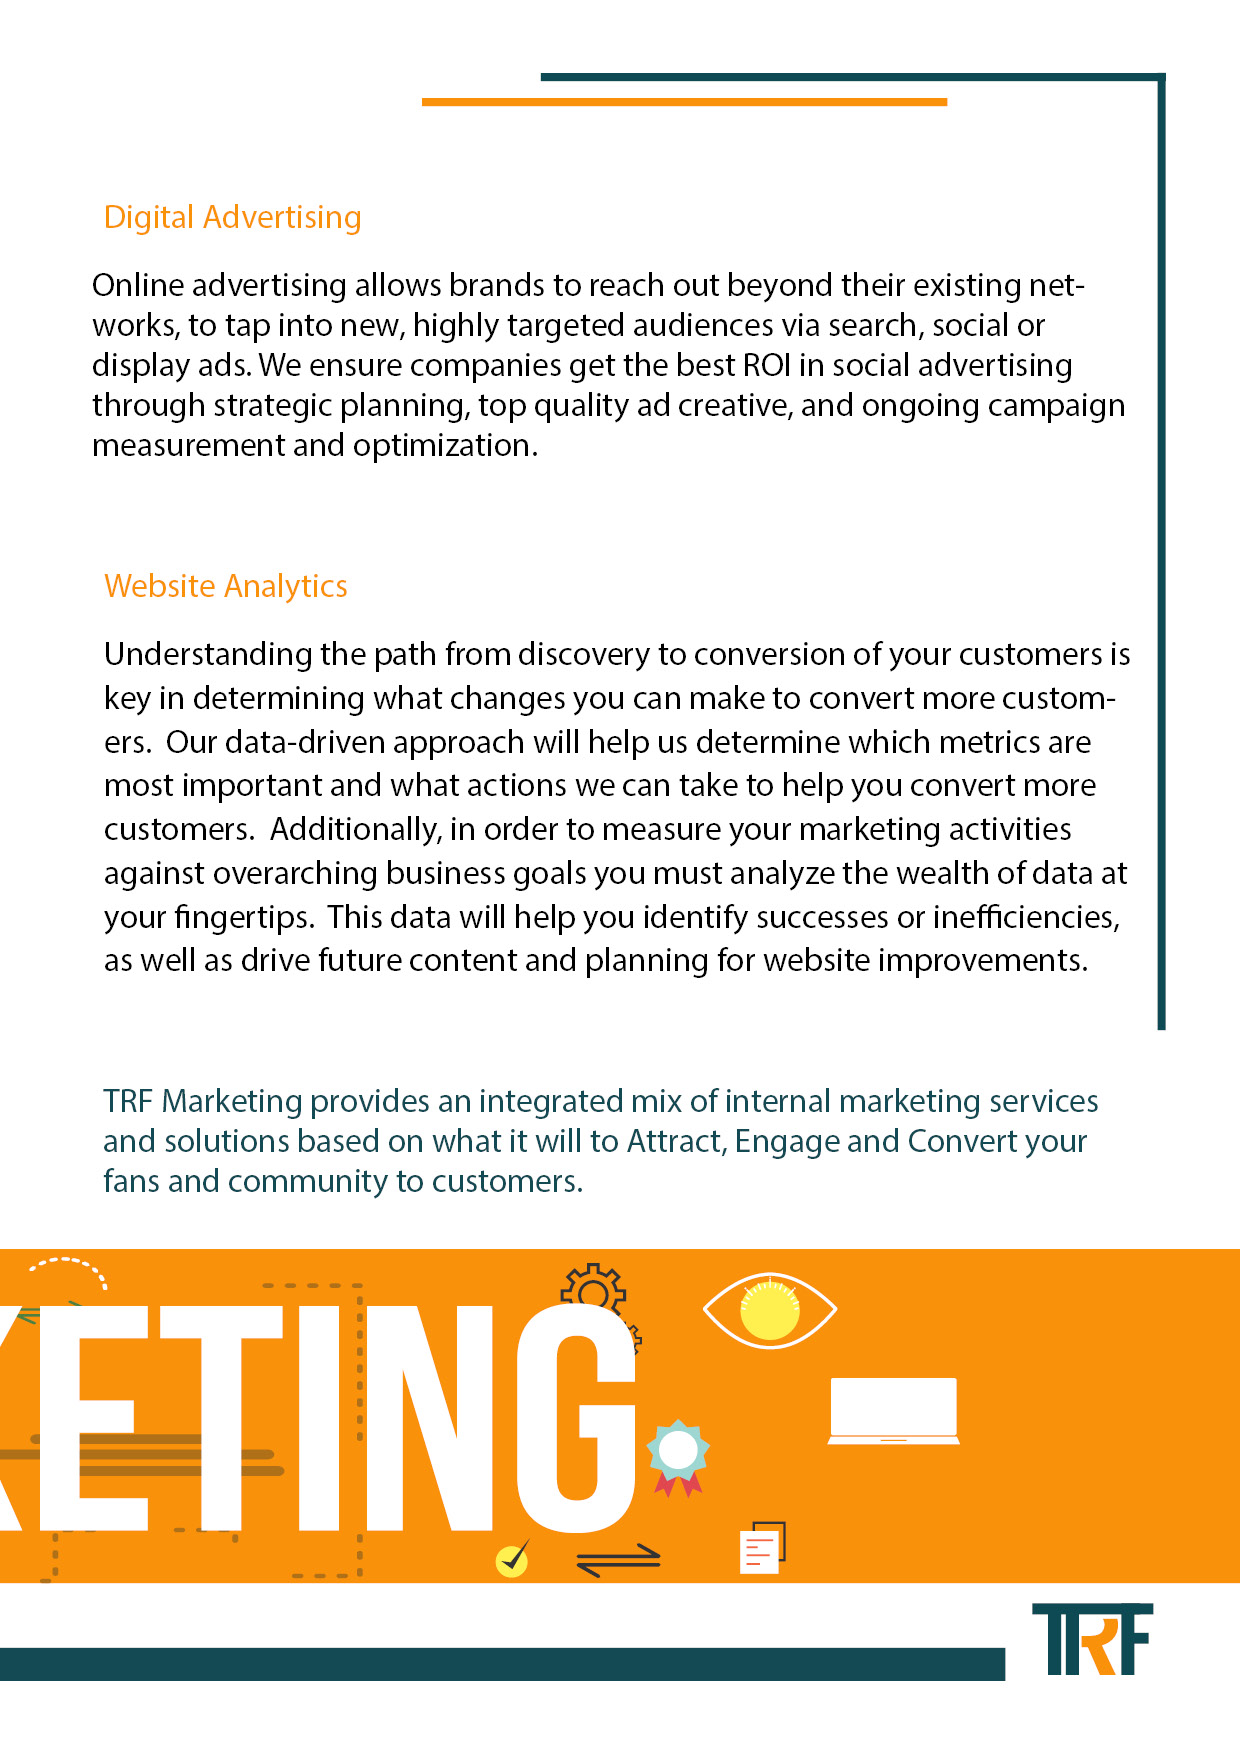 Digital Advertising
Online advertising allows brands to reach out beyond their existing net-
works, to tap into new, highly targeted audiences via search, social or
display ads. We ensure companies get the best ROI in social advertising
through strategic planning, top quality ad creative, and ongoing campaign
measurement and optimization.
Website Analytics
Understanding the path from discovery to conversion of your customers is
key in determining what changes you can make to convert more custom-
ers.  Our data-driven approach will help us determine which metrics are
most important and what actions we can take to help you convert more
customers.  Additionally, in order to measure your marketing activities
against overarching business goals you must analyze the wealth of data at
your fingertips.  This data will help you identify successes or inefficiencies,
as well as drive future content and planning for website improvements.
TRF Marketing provides an integrated mix of internal marketing services
and solutions based on what it will to Attract, Engage and Convert your
fans and community to customers.
KETING
TRF